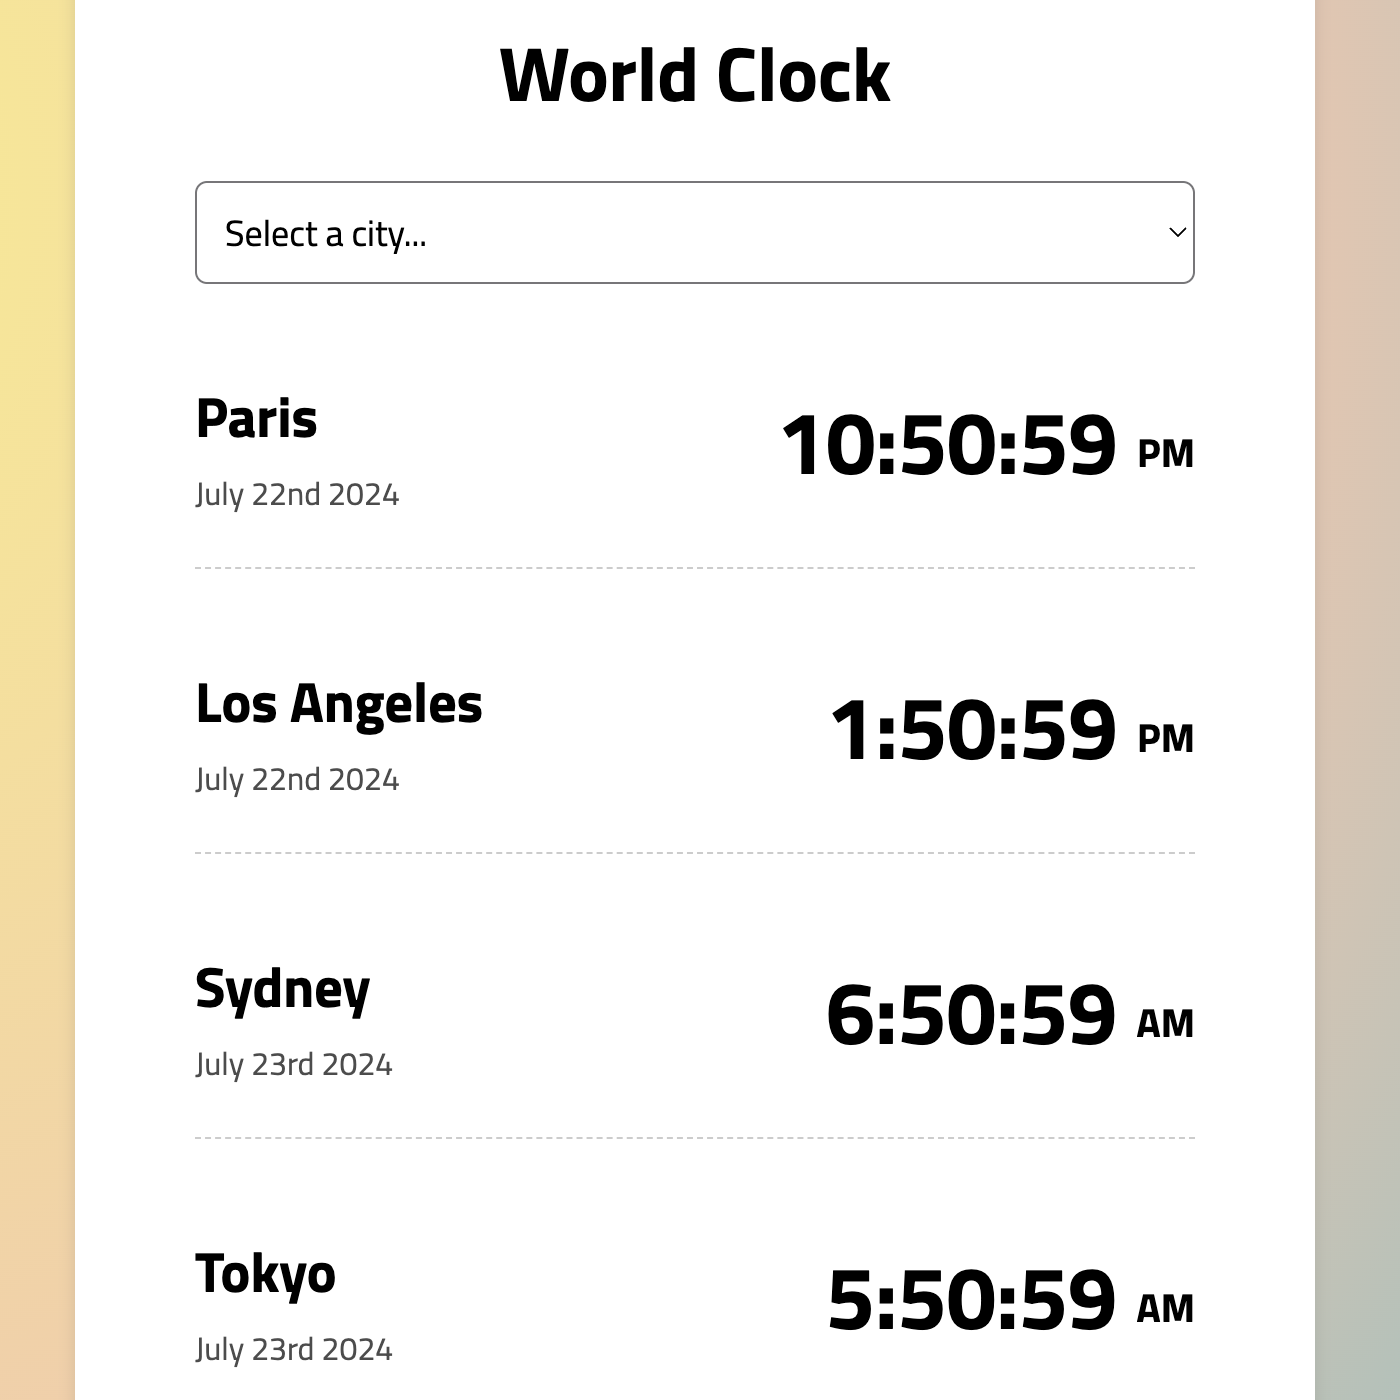 World Clock
Select a city...
Paris
10:50:59 PM
July 22nd 2024
Los Angeles
1:50:59 PM
July 22nd 2024
Sydney
6:50:59 AM
July 23rd 2024
Tokyo
5:50:59 AM
July 23rd 2024